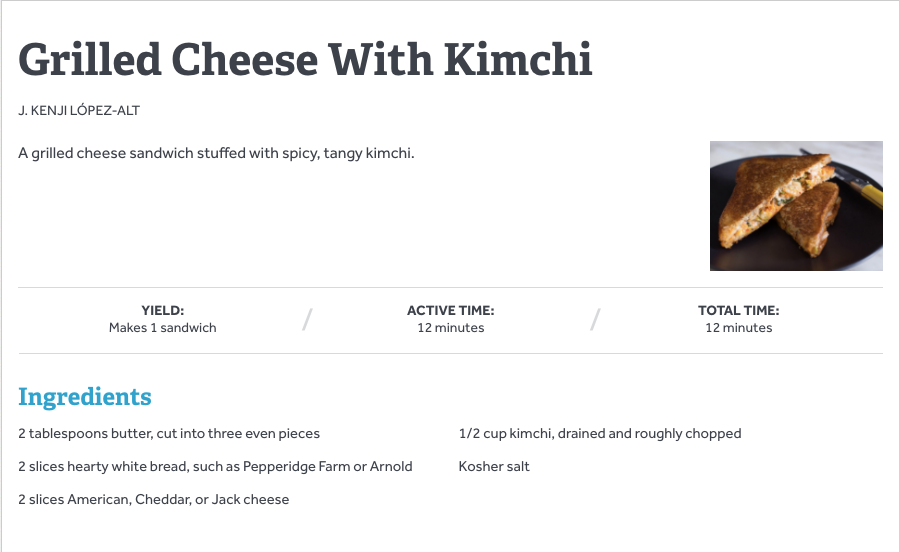 Grilled Cheese With Kimchi
J. KENJI LÓPEZ-ALT
A grilled cheese sandwich stuffed with spicy, tangy kimchi.
YIELD:
Makes 1 sandwich
/
ACTIVE TIME:
12 minutes
/
TOTAL TIME:
12 minutes
Ingredients
2 tablespoons butter, cut into three even pieces
2 slices hearty white bread, such as Pepperidge Farm or Arnold
2 slices American, Cheddar, or Jack cheese
1/2 cup kimchi, drained and roughly chopped
Kosher salt